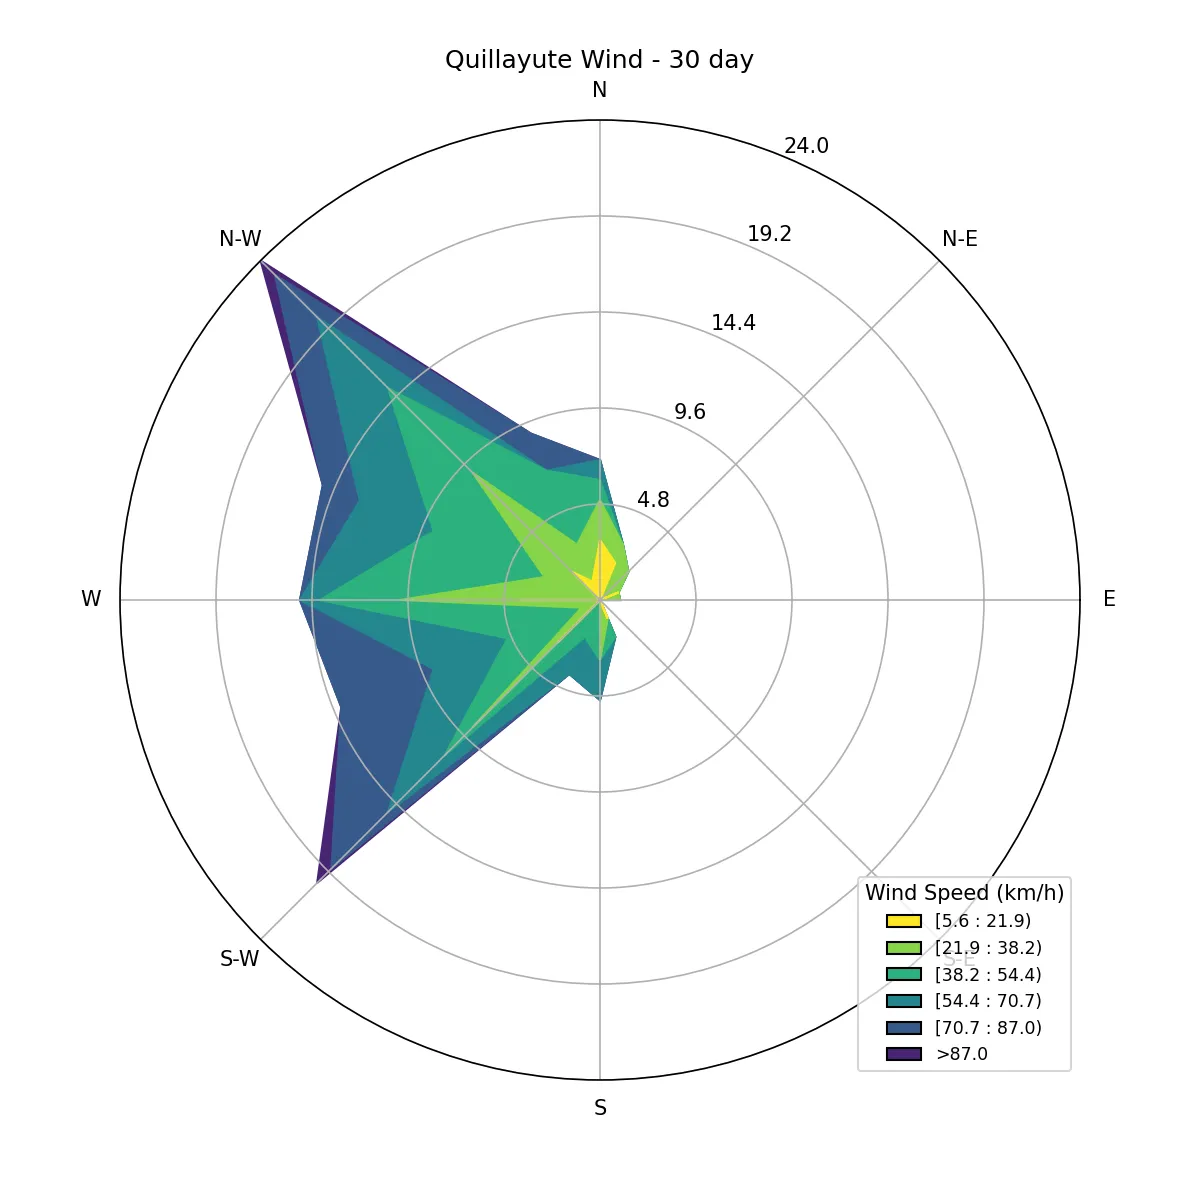 Quillayute Wind - 30 day
N
24.0
19.2
N-W
N-E
14.4
9.6
4.8
W
E
S-W
S-E
Wind Speed (km/h)
[5.6 : 21.9)
[21.9 : 38.2)
[38.2 : 54.4)
[54.4 : 70.7)
[70.7 : 87.0)
>87.0
S